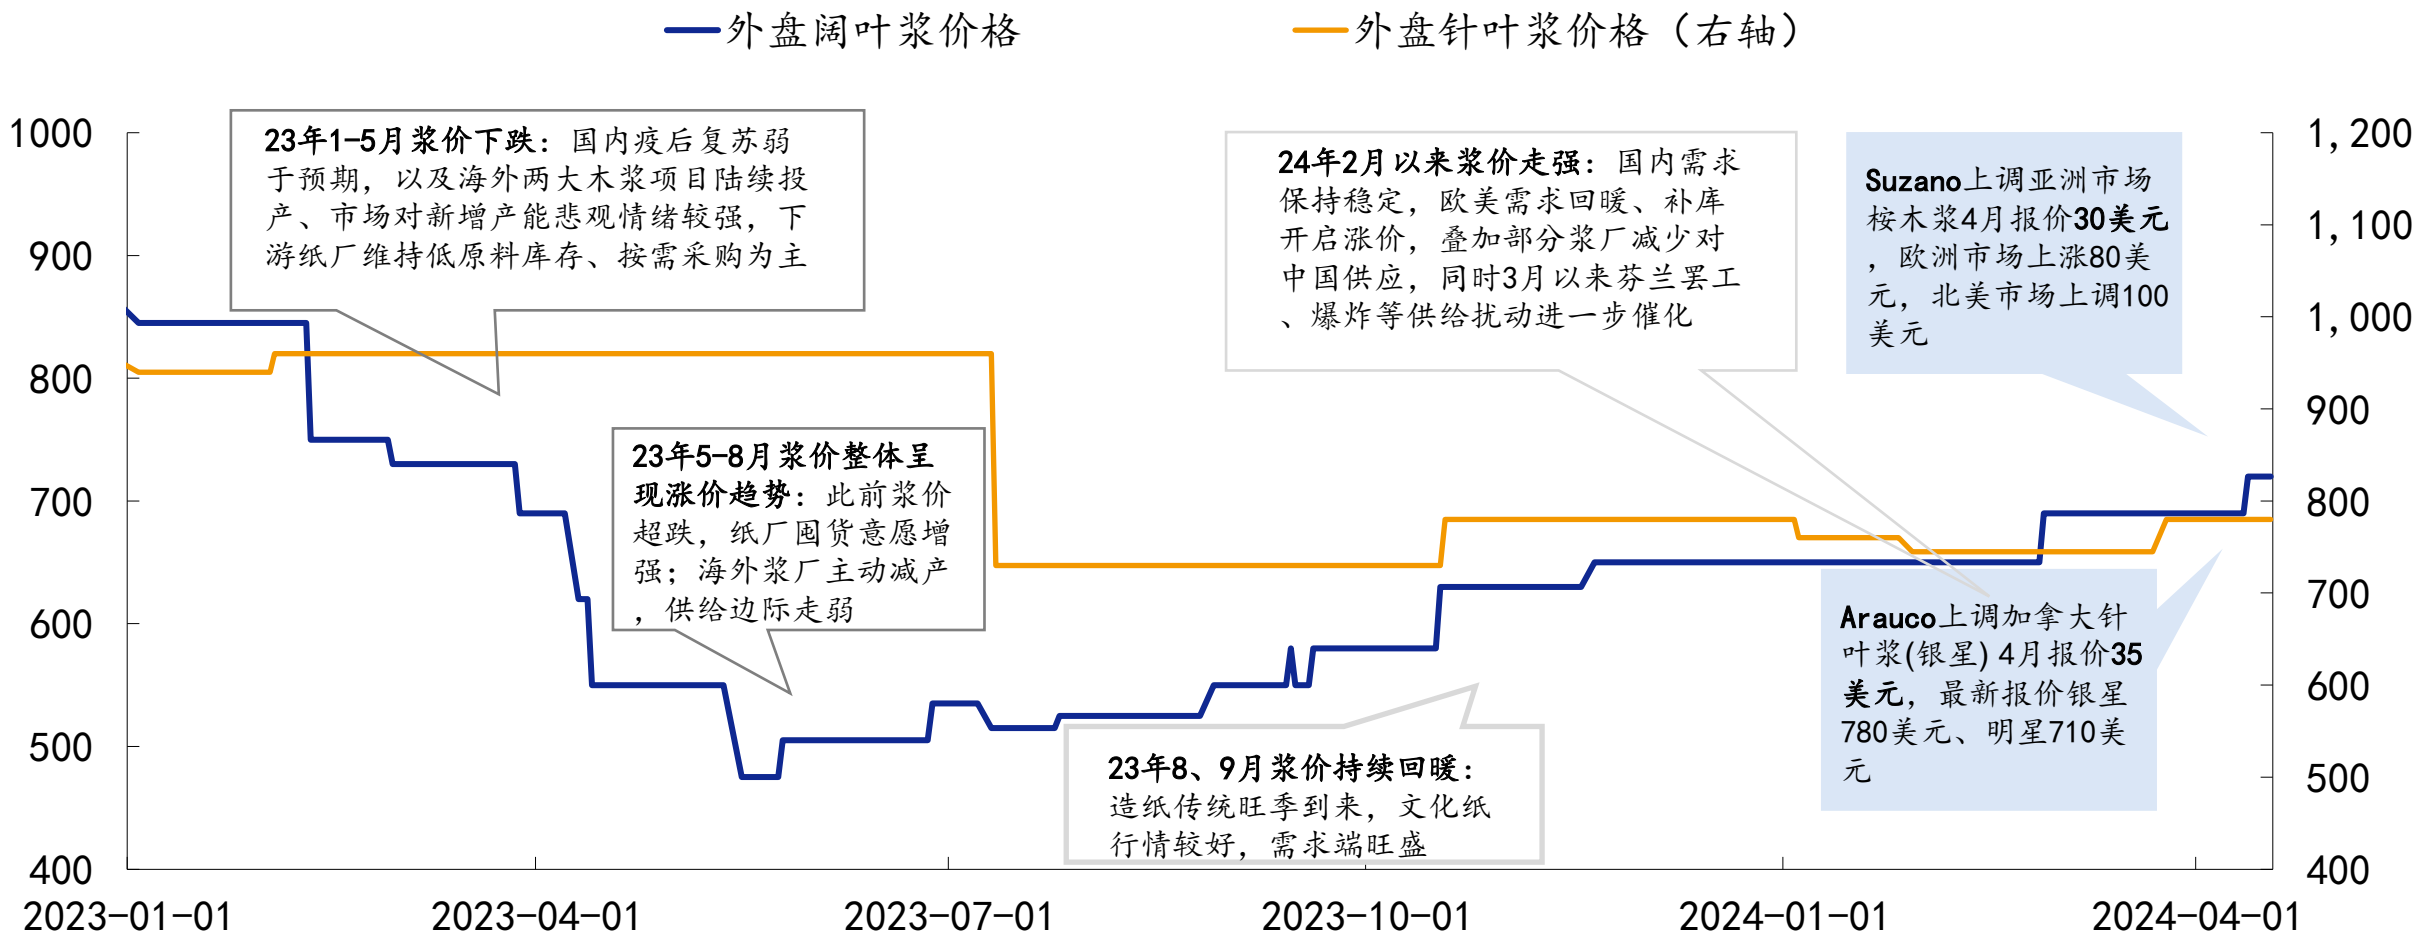 外盘阔叶浆价格
外盘针叶浆价格（右轴）
1000
900
800
700
600
500
400
1,200
1,100
1,000
900
800
700
600
500
400
23年1-5月浆价下跌：国内疫后复苏弱
于预期，以及海外两大木浆项目陆续投
产、市场对新增产能悲观情绪较强，下
游纸厂维持低原料库存、按需采购为主
23年5-8月浆价整体呈
现涨价趋势：此前浆价
超跌，纸厂囤货意愿增
强；海外浆厂主动减产
，供给边际走弱
23年8、9月浆价持续回暖：
造纸传统旺季到来，文化纸
行情较好，需求端旺盛
24年2月以来浆价走强：国内需求
保持稳定，欧美需求回暖、补库
开启涨价，叠加部分浆厂减少对
中国供应，同时3月以来芬兰罢工
、爆炸等供给扰动进一步催化
Suzano上调亚洲市场
桉木浆4月报价30美元
，欧洲市场上涨80美
元，北美市场上调100
美元
Arauco上调加拿大针
叶浆(银星) 4月报价35
美元，最新报价银星
780美元、明星710美
元
2023-01-01
2023-04-01
2023-07-01
2023-10-01
2024-01-01
2024-04-01